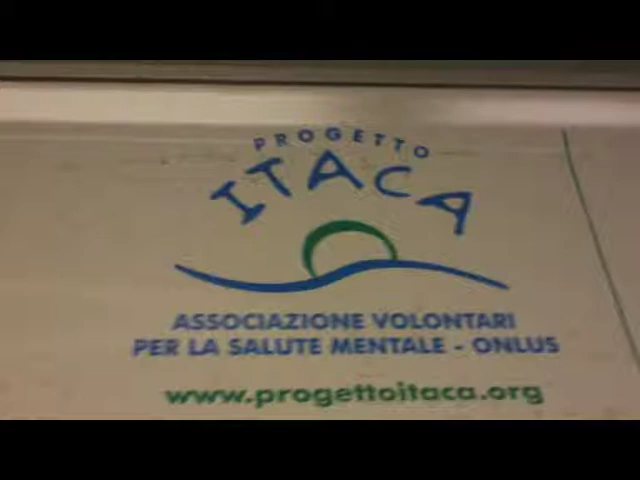 PROGETTO
ITACA
ASSOCIAZIONE VOLONTARI
PER LA SALUTE MENTALE - ONLUS
www.progettoitaca.org